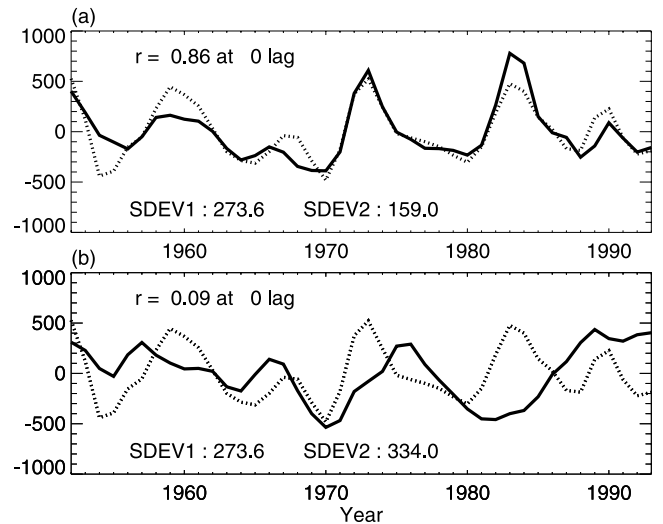 (a)
1000
r = 0.86 at 0 lag
500
0
-500
SDEV1 : 273.6 SDEV2 : 159.0
-1000
1960 1970 1980 1990
(b)
1000
r = 0.09 at 0 lag
500
0
-500
SDEV1 : 273.6 SDEV2 : 334.0
-1000
1960 1970 1980 1990
Year